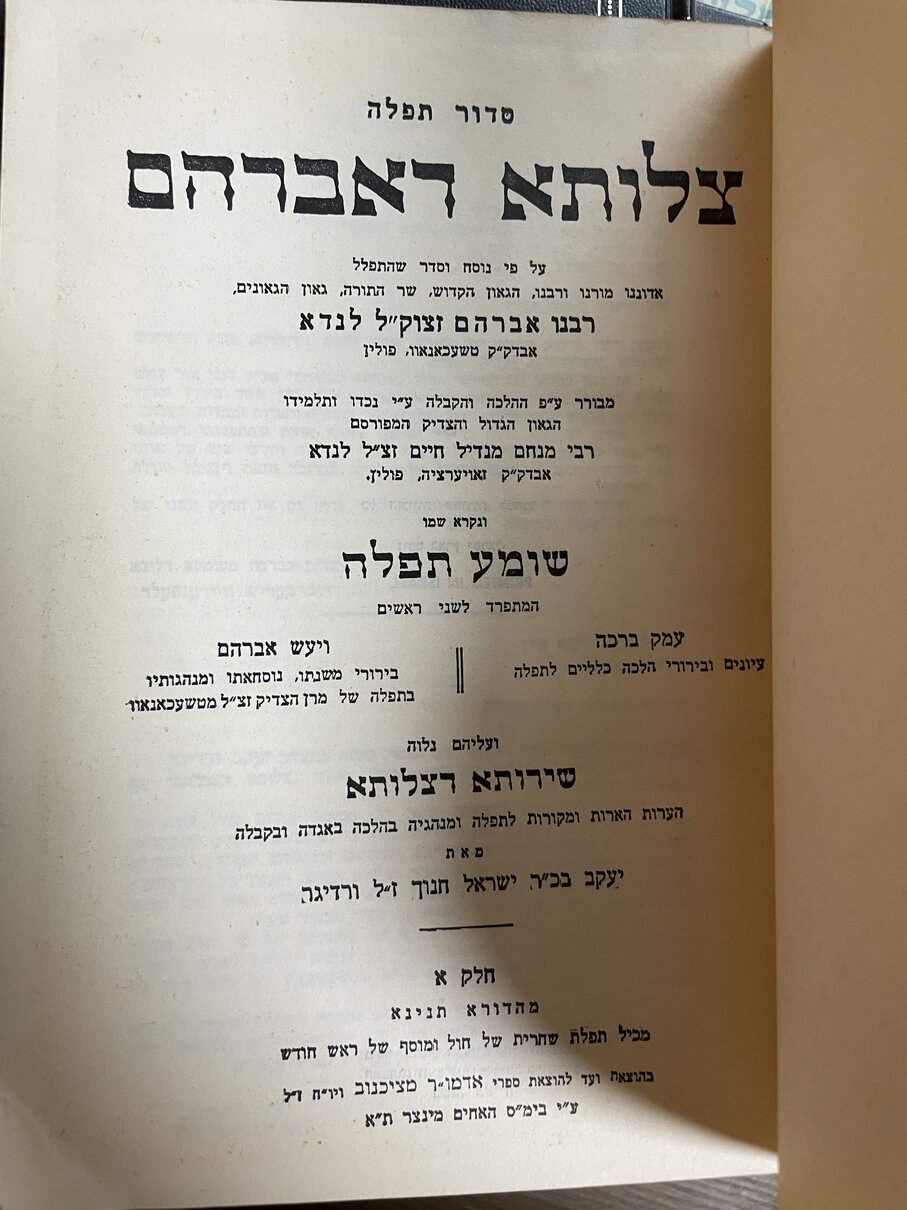 סדור תפלה
צלותא דאברהם
על פי נוסח וסדר שהתפלל
אדוננו מורנו ורבנו, הגאון הקדוש, שר התורה, גאון הגאונים,
רבנו אברהם זצוק״ל לנדא
אבדק״ק טשעכאנאוו, פולין
מבורר ע״פ ההלכה והקבלה ע״י נכדו ותלמידו
הגאון הגדול והצדיק המפורסם
רבי מנחם מנדיל חיים זצ״ל לנדא
אבדק״ק זאויערציה, פולין.
ונקרא שמו
שומע תפלה
המתפרד לשני ראשים
עמק ברכה
עיונים ובירורי הלכה כלליים לתפלה
ויעש אברהם
בירורי משנתו, נוסחאתו ומנהגותיו
בתפלה של מרן הצדיק זצ״ל מטשעכאנאוו
ועליהם נלוה
שירותא דצלותא
הערות הארות ומקורות לתפלה ומנהגיה בהלכה באגדה ובקבלה
מאת
יעקב בכ״ר ישראל חנוך ז״ל ורדיגר
חלק א
מהדורא תנינא
מכיל תפלת שחרית של חול ומוסף של ראש חודש
בהוצאת ועד להוצאת ספרי אדמו״ר מציכנוב ויו״ח ז״ל
ע״י בימ״ס האחים מינצר ת״א